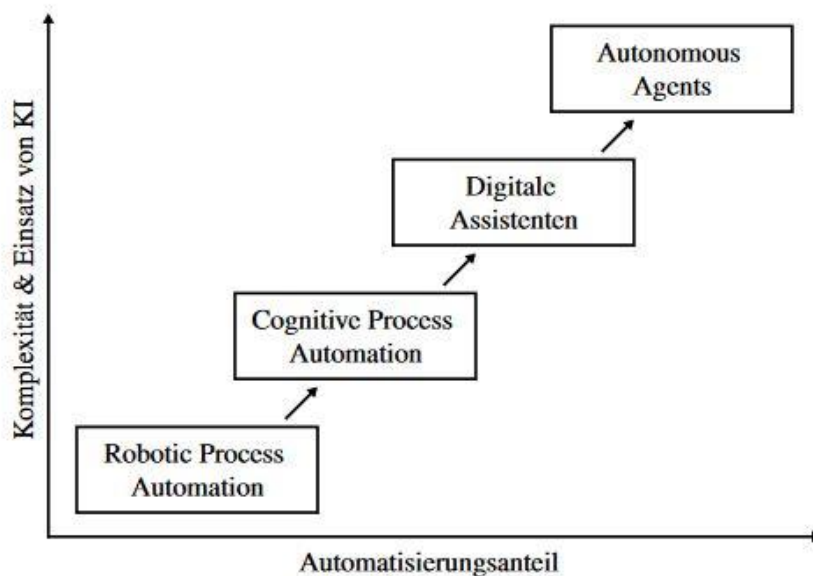 Autonomous
Agents
Digitale
Assistenten
Cognitive Process
Automation
Robotic Process
Automation
Komplexität & Einsatz von KI
Automatisierungsanteil